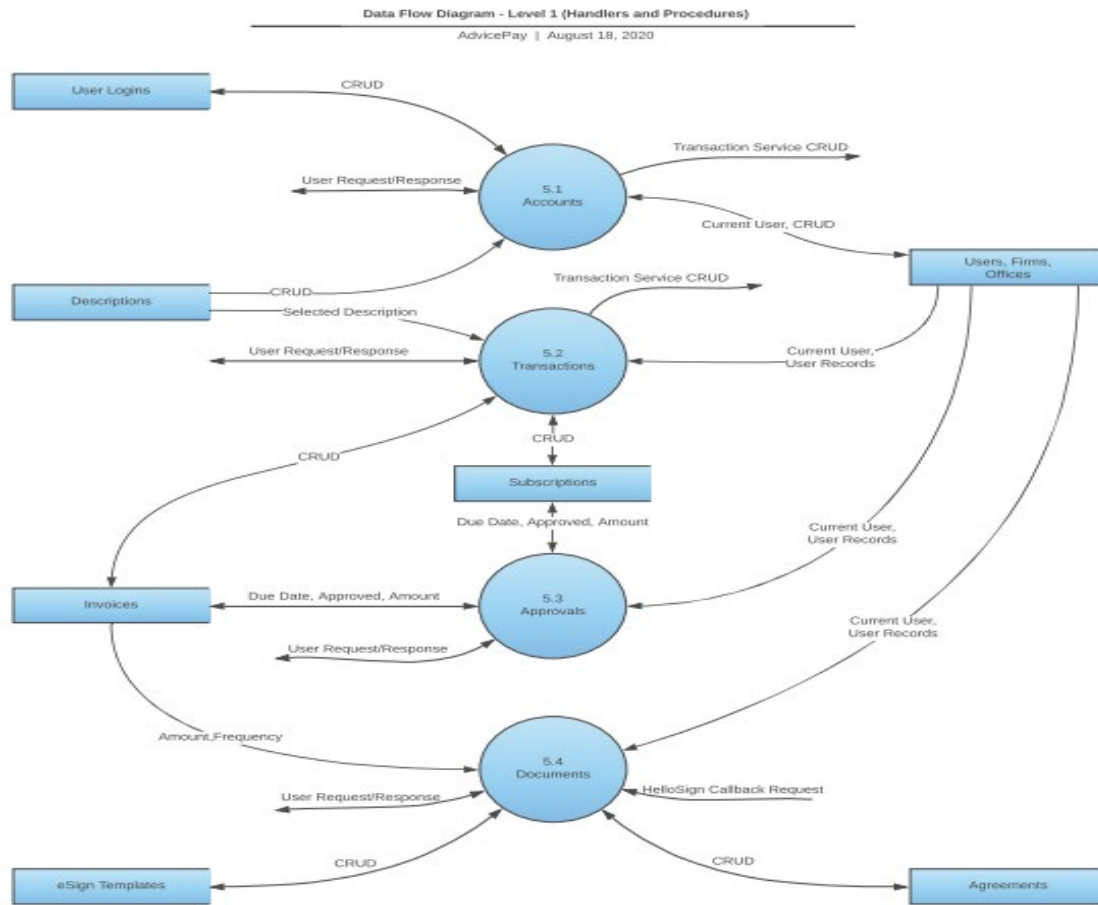 Data Flow Diagram - Level 1 (Handlers and Procedures)
AdvicePay | August 18, 2020
User Logins
CRUD
Transaction Service CRUD
User Request/Response
5.1
Accounts
Current User, CRUD
Users, Firms,
Offices
Descriptions
CRUD
Transaction Service CRUD
Selected Description
User Request/Response
5.2
Transactions
Current User,
User Records
CRUD
CRUD
Subscriptions
Due Date, Approved, Amount
Current User,
User Records
Invoices
Due Date, Approved, Amount
5.3
Approvals
User Request/Response
Current User,
User Records
Amount,Frequency
5.4
Documents
User Request/Response
HelloSign Callback Request
CRUD
CRUD
eSign Templates
Agreements